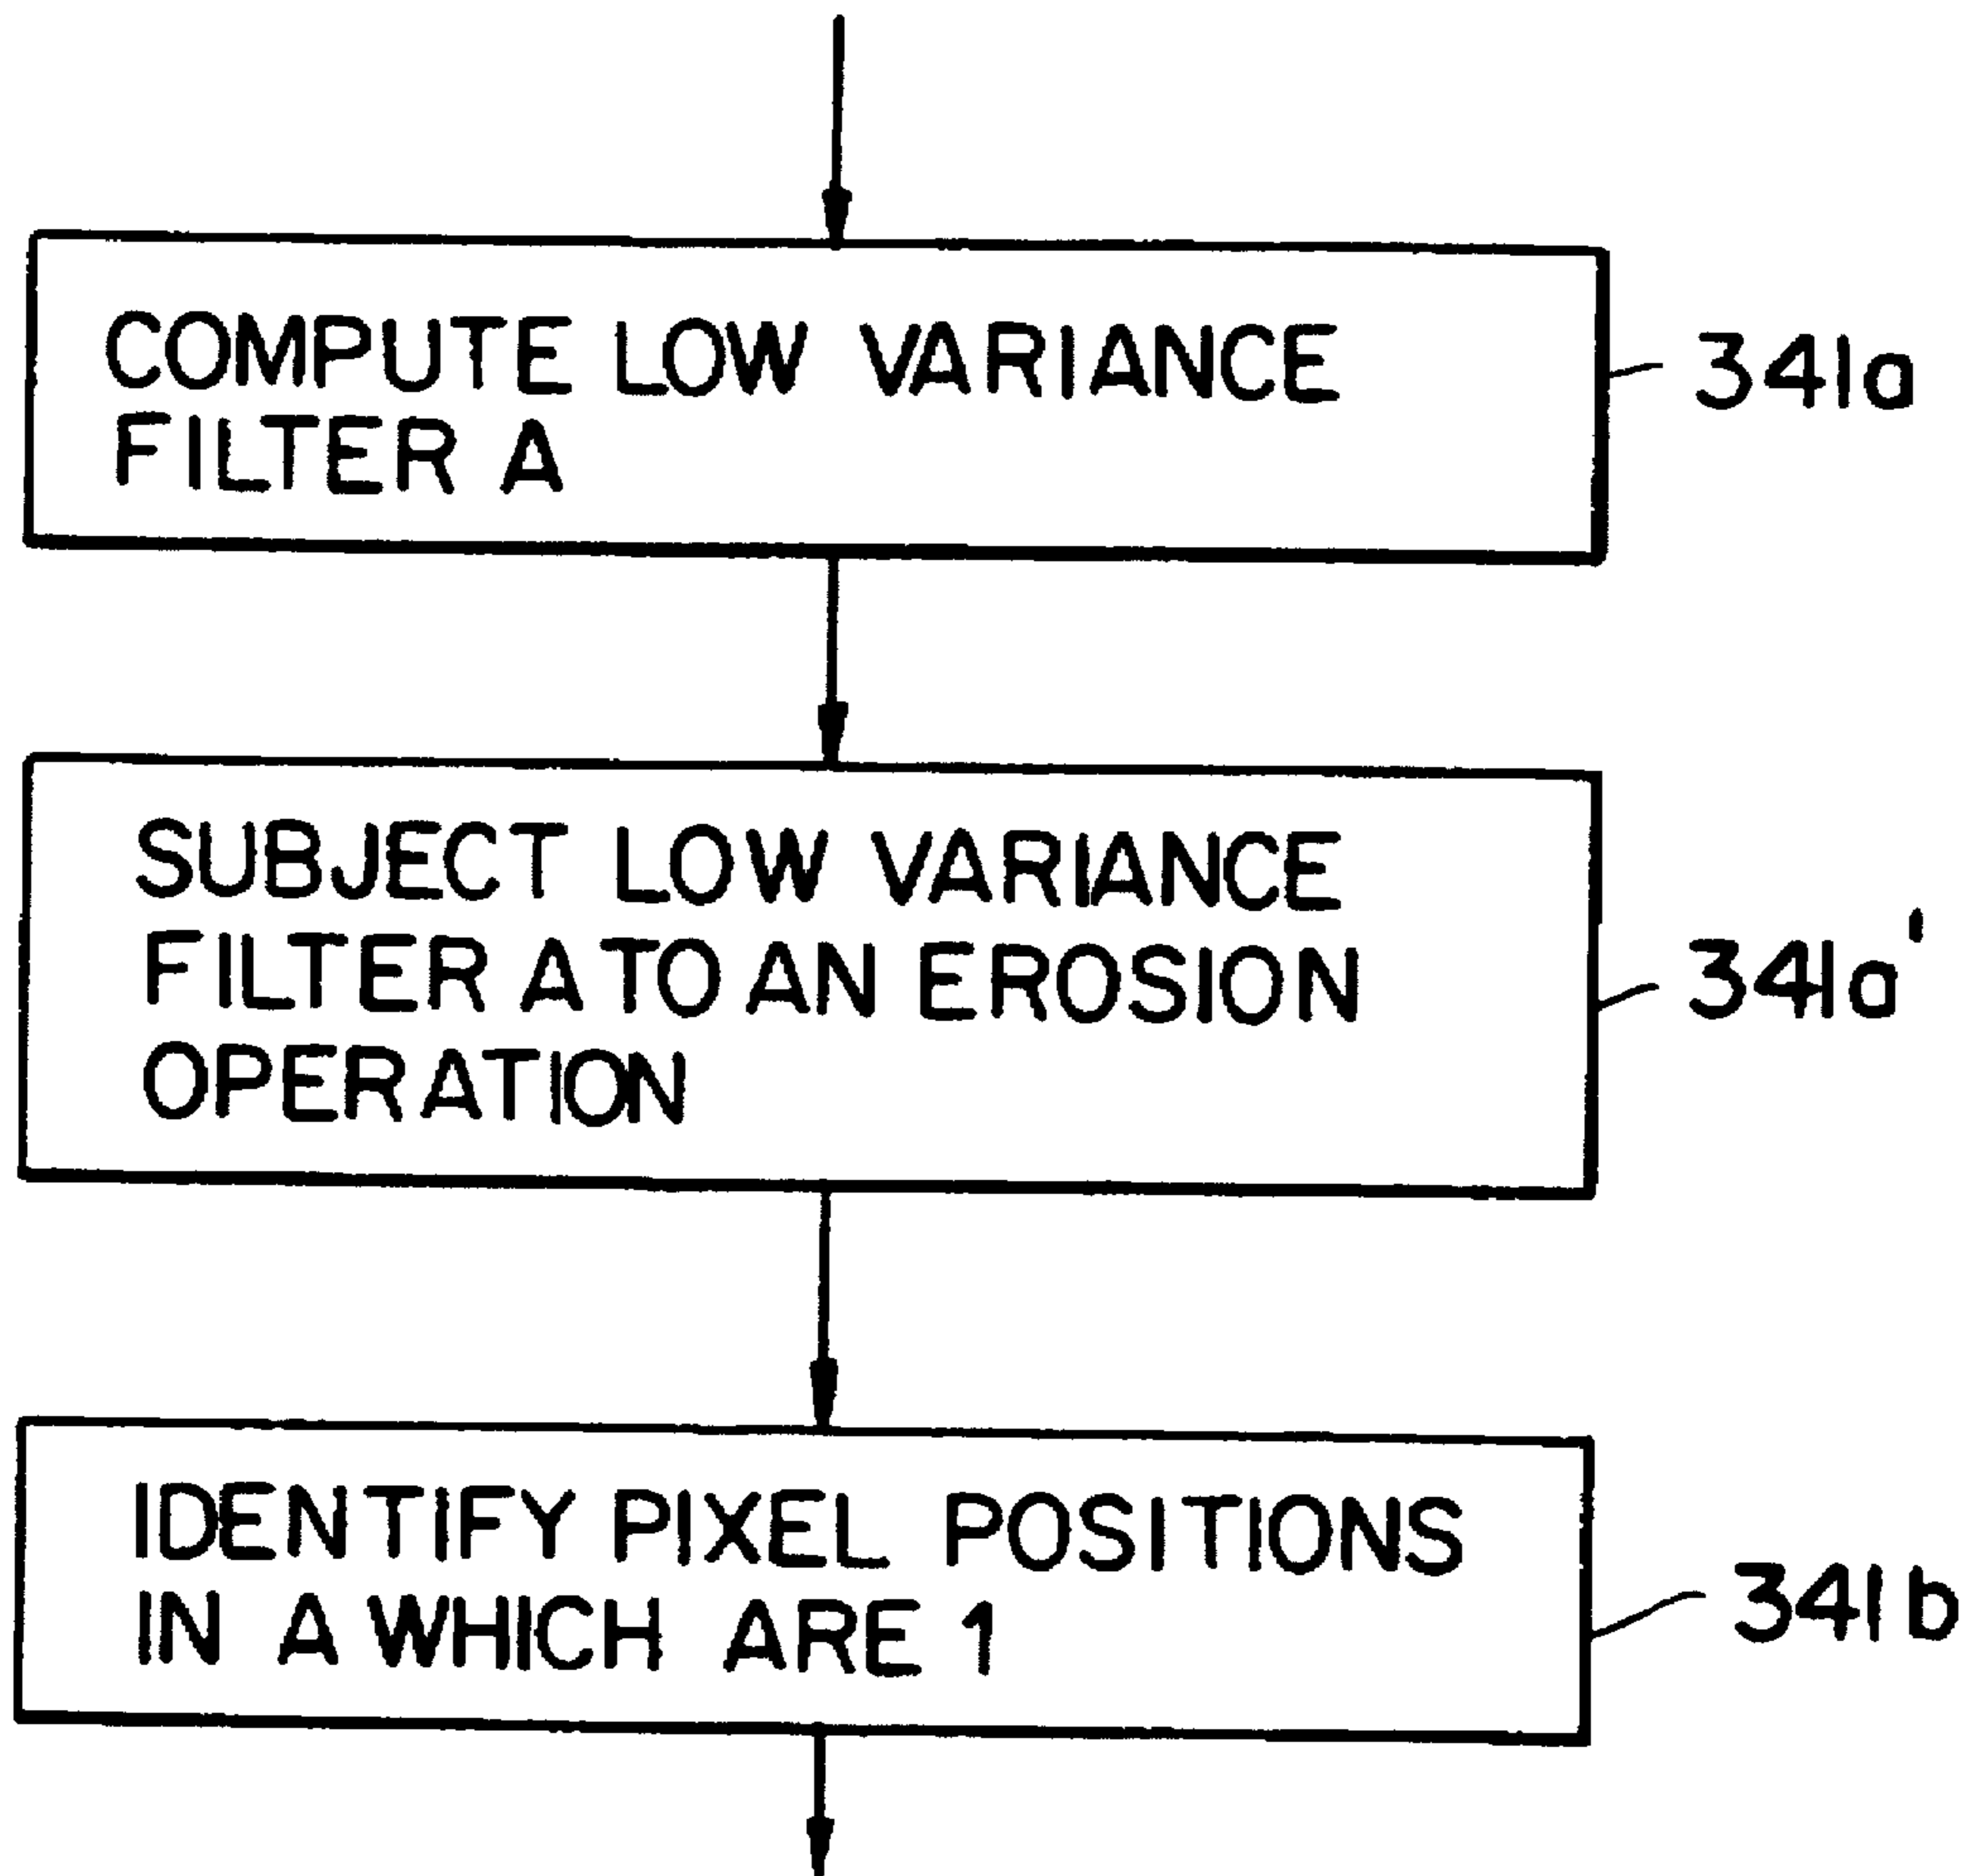 COMPUTE LOW VARIANCE
FILTER A
341a
SUBJECT LOW VARIANCE
FILTER A TO AN EROSION
OPERATION
341a'
IDENTIFY PIXEL POSITIONS
IN A WHICH ARE 1
341b